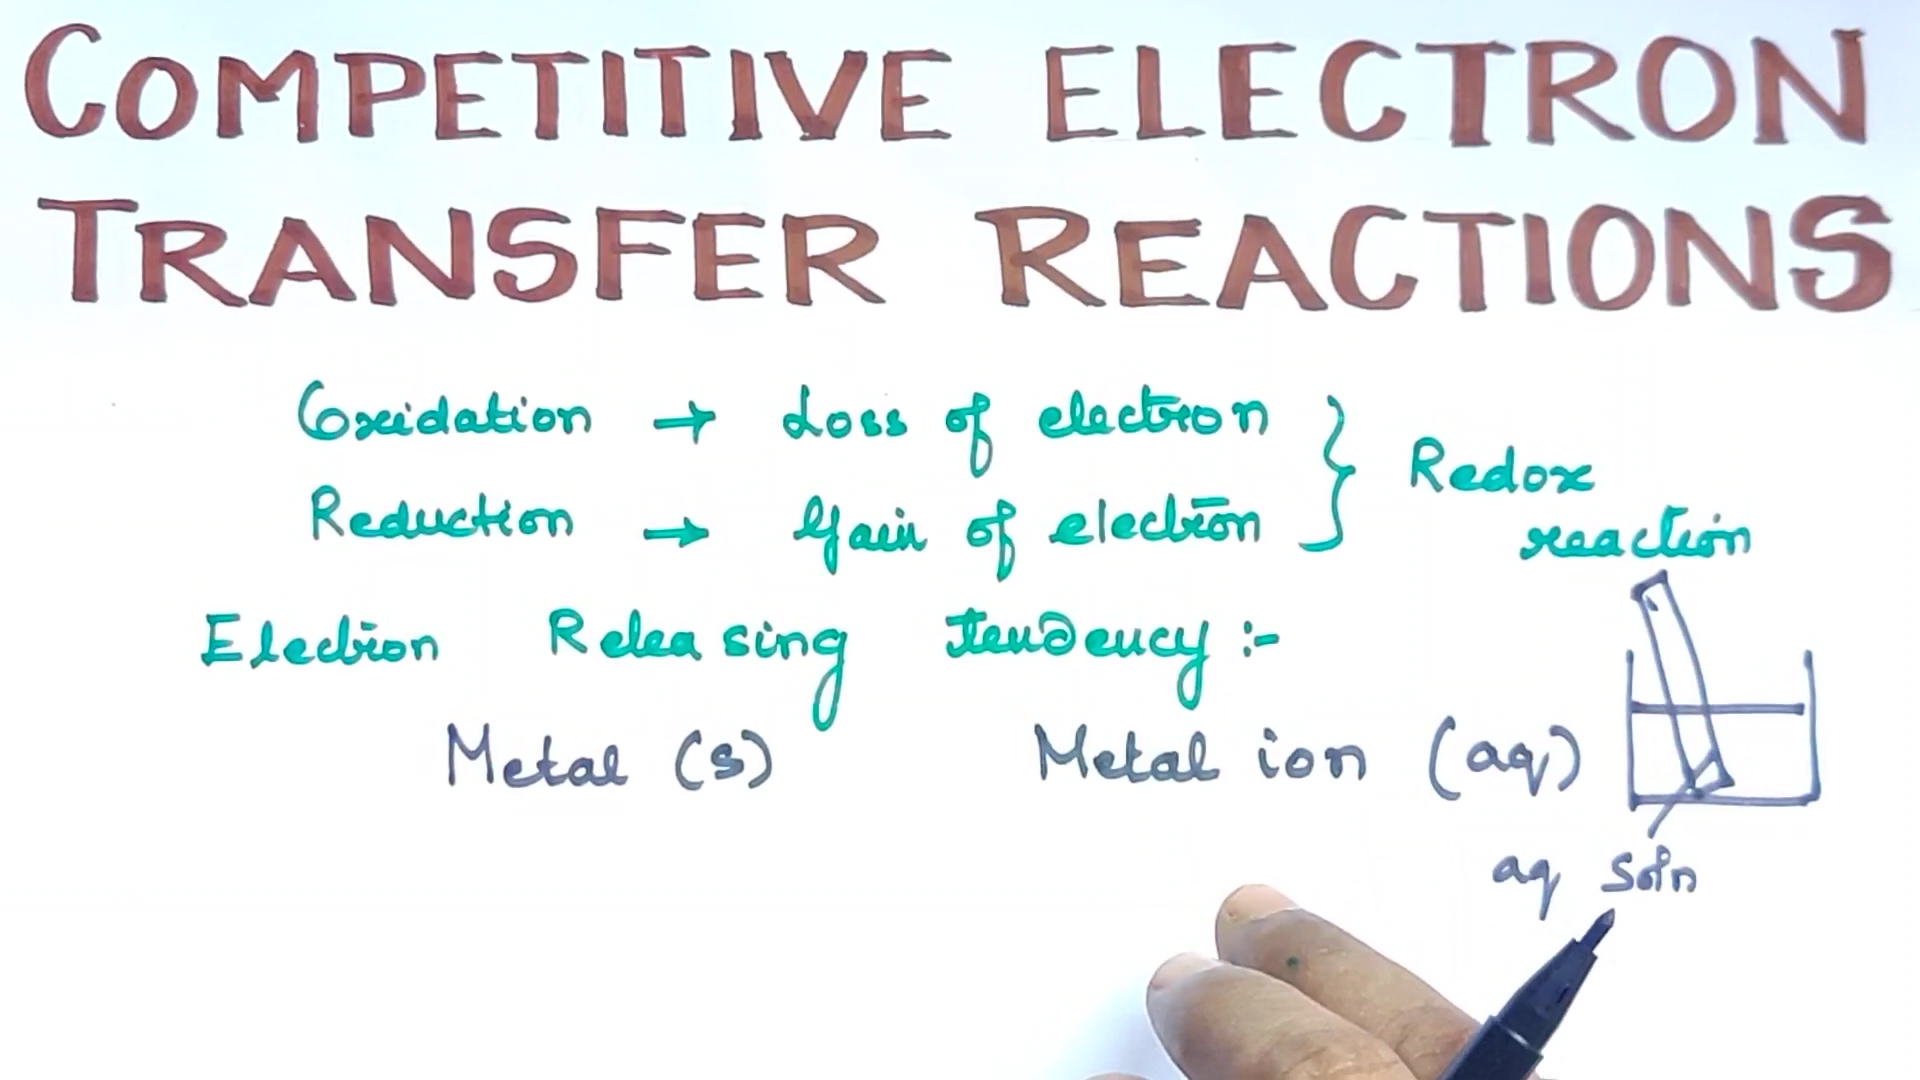 COMPETITIVE ELECTRON
TRANSFER REACTIONS
Oxidation → Loss of electron
Reduction → Gain of electron
Redox
reaction
Electron Releasing tendency :-
Metal (s) Metal ion (aq)
aq soln